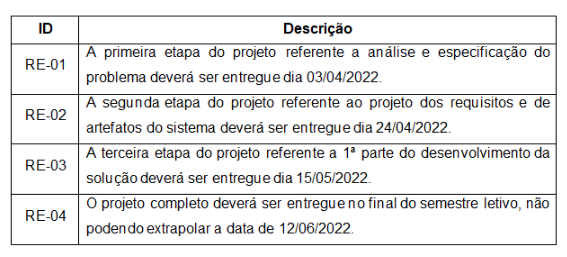 ID Descrição
RE-01 A primeira etapa do projeto referente a análise e especificação do
problema deverá ser entregue dia 03/04/2022.
RE-02 A segunda etapa do projeto referente ao projeto dos requisitos e de
artefatos do sistema deverá ser entregue dia 24/04/2022.
RE-03 A terceira etapa do projeto referente a 1ª parte do desenvolvimento da
solução deverá ser entregue dia 15/05/2022.
RE-04 O projeto completo deverá ser entregue no final do semestre letivo, não
podendo extrapolar a data de 12/06/2022.